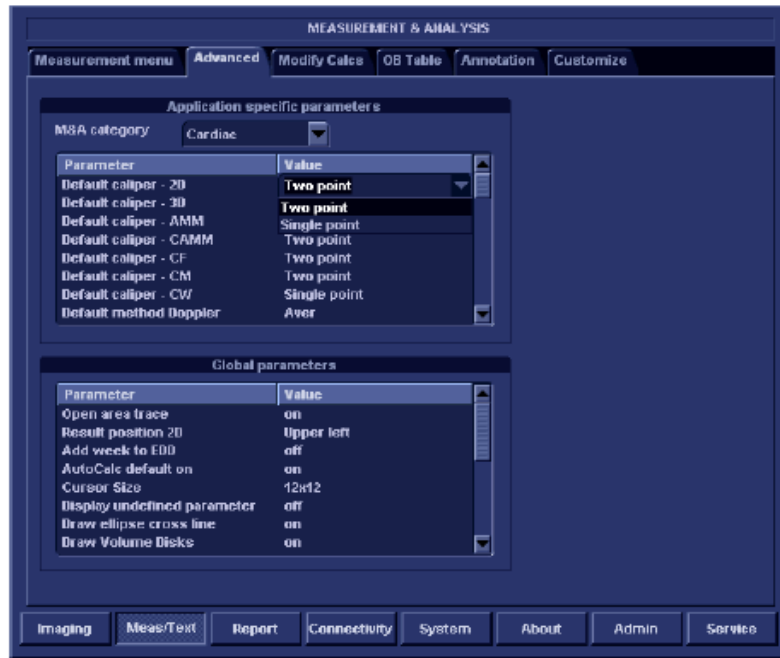 MEASUREMENT & ANALYSIS
Measurement menu Advanced Modify Calcs OB Table Annotation Customize
Application specific parameters
M&A category Cardiac
Parameter Value
Default caliper - 2D Two point
Default caliper - 3D Two point
Default caliper - AMM Single point
Default caliper - CAMM Two point
Default caliper - CF Two point
Default caliper - CM Two point
Default caliper - CW Single point
Default method Doppler Aver
Global parameters
Parameter Value
Open area trace on
Result position 2D Upper left
Add week to EDD off
AutoCalc default on on
Cursor Size 12x12
Display undefined parameter off
Draw ellipse cross line on
Draw Volume Disks on
Imaging Meas/Text Report Connectivity System About Admin Service